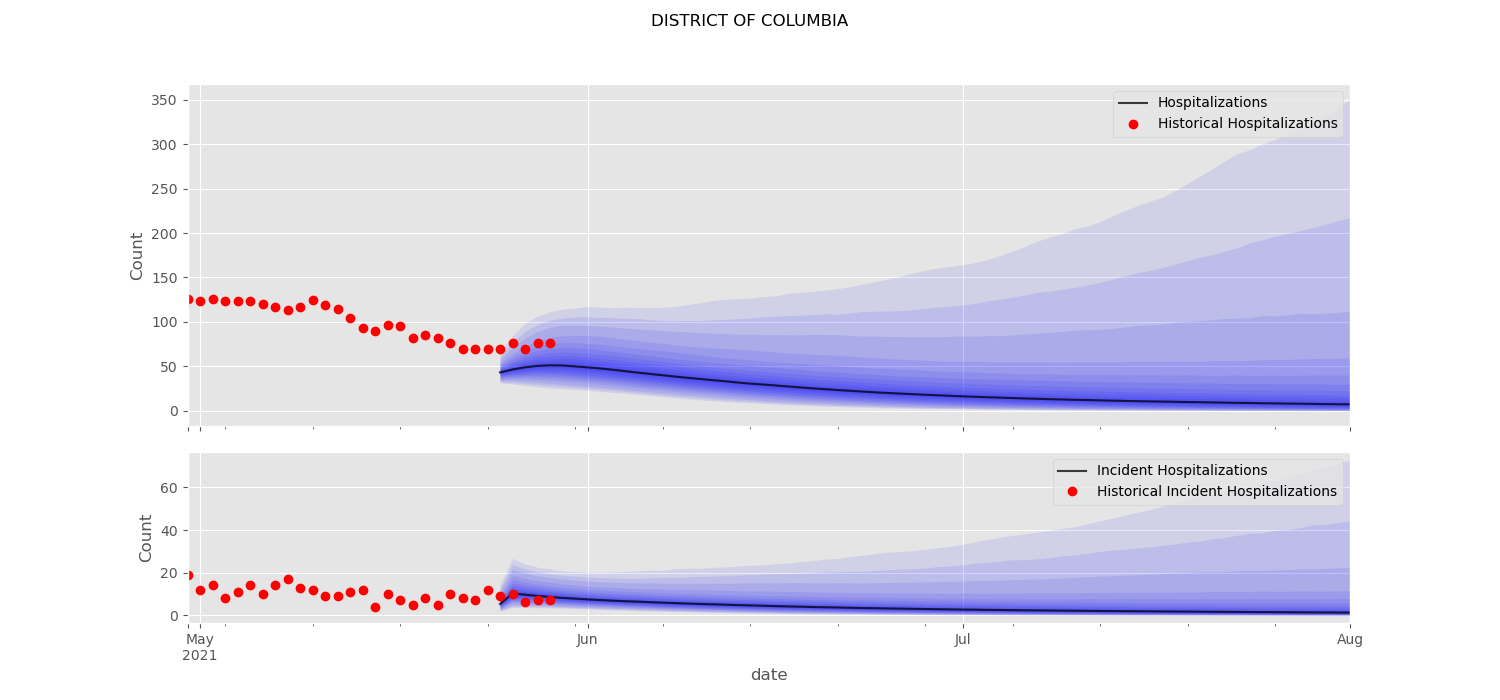 DISTRICT OF COLUMBIA
350
300
250
200
150
100
50
0
Count
Hospitalizations
Historical Hospitalizations
60
40
20
0
Count
Incident Hospitalizations
Historical Incident Hospitalizations
May
2021
Jun
Jul
Aug
date